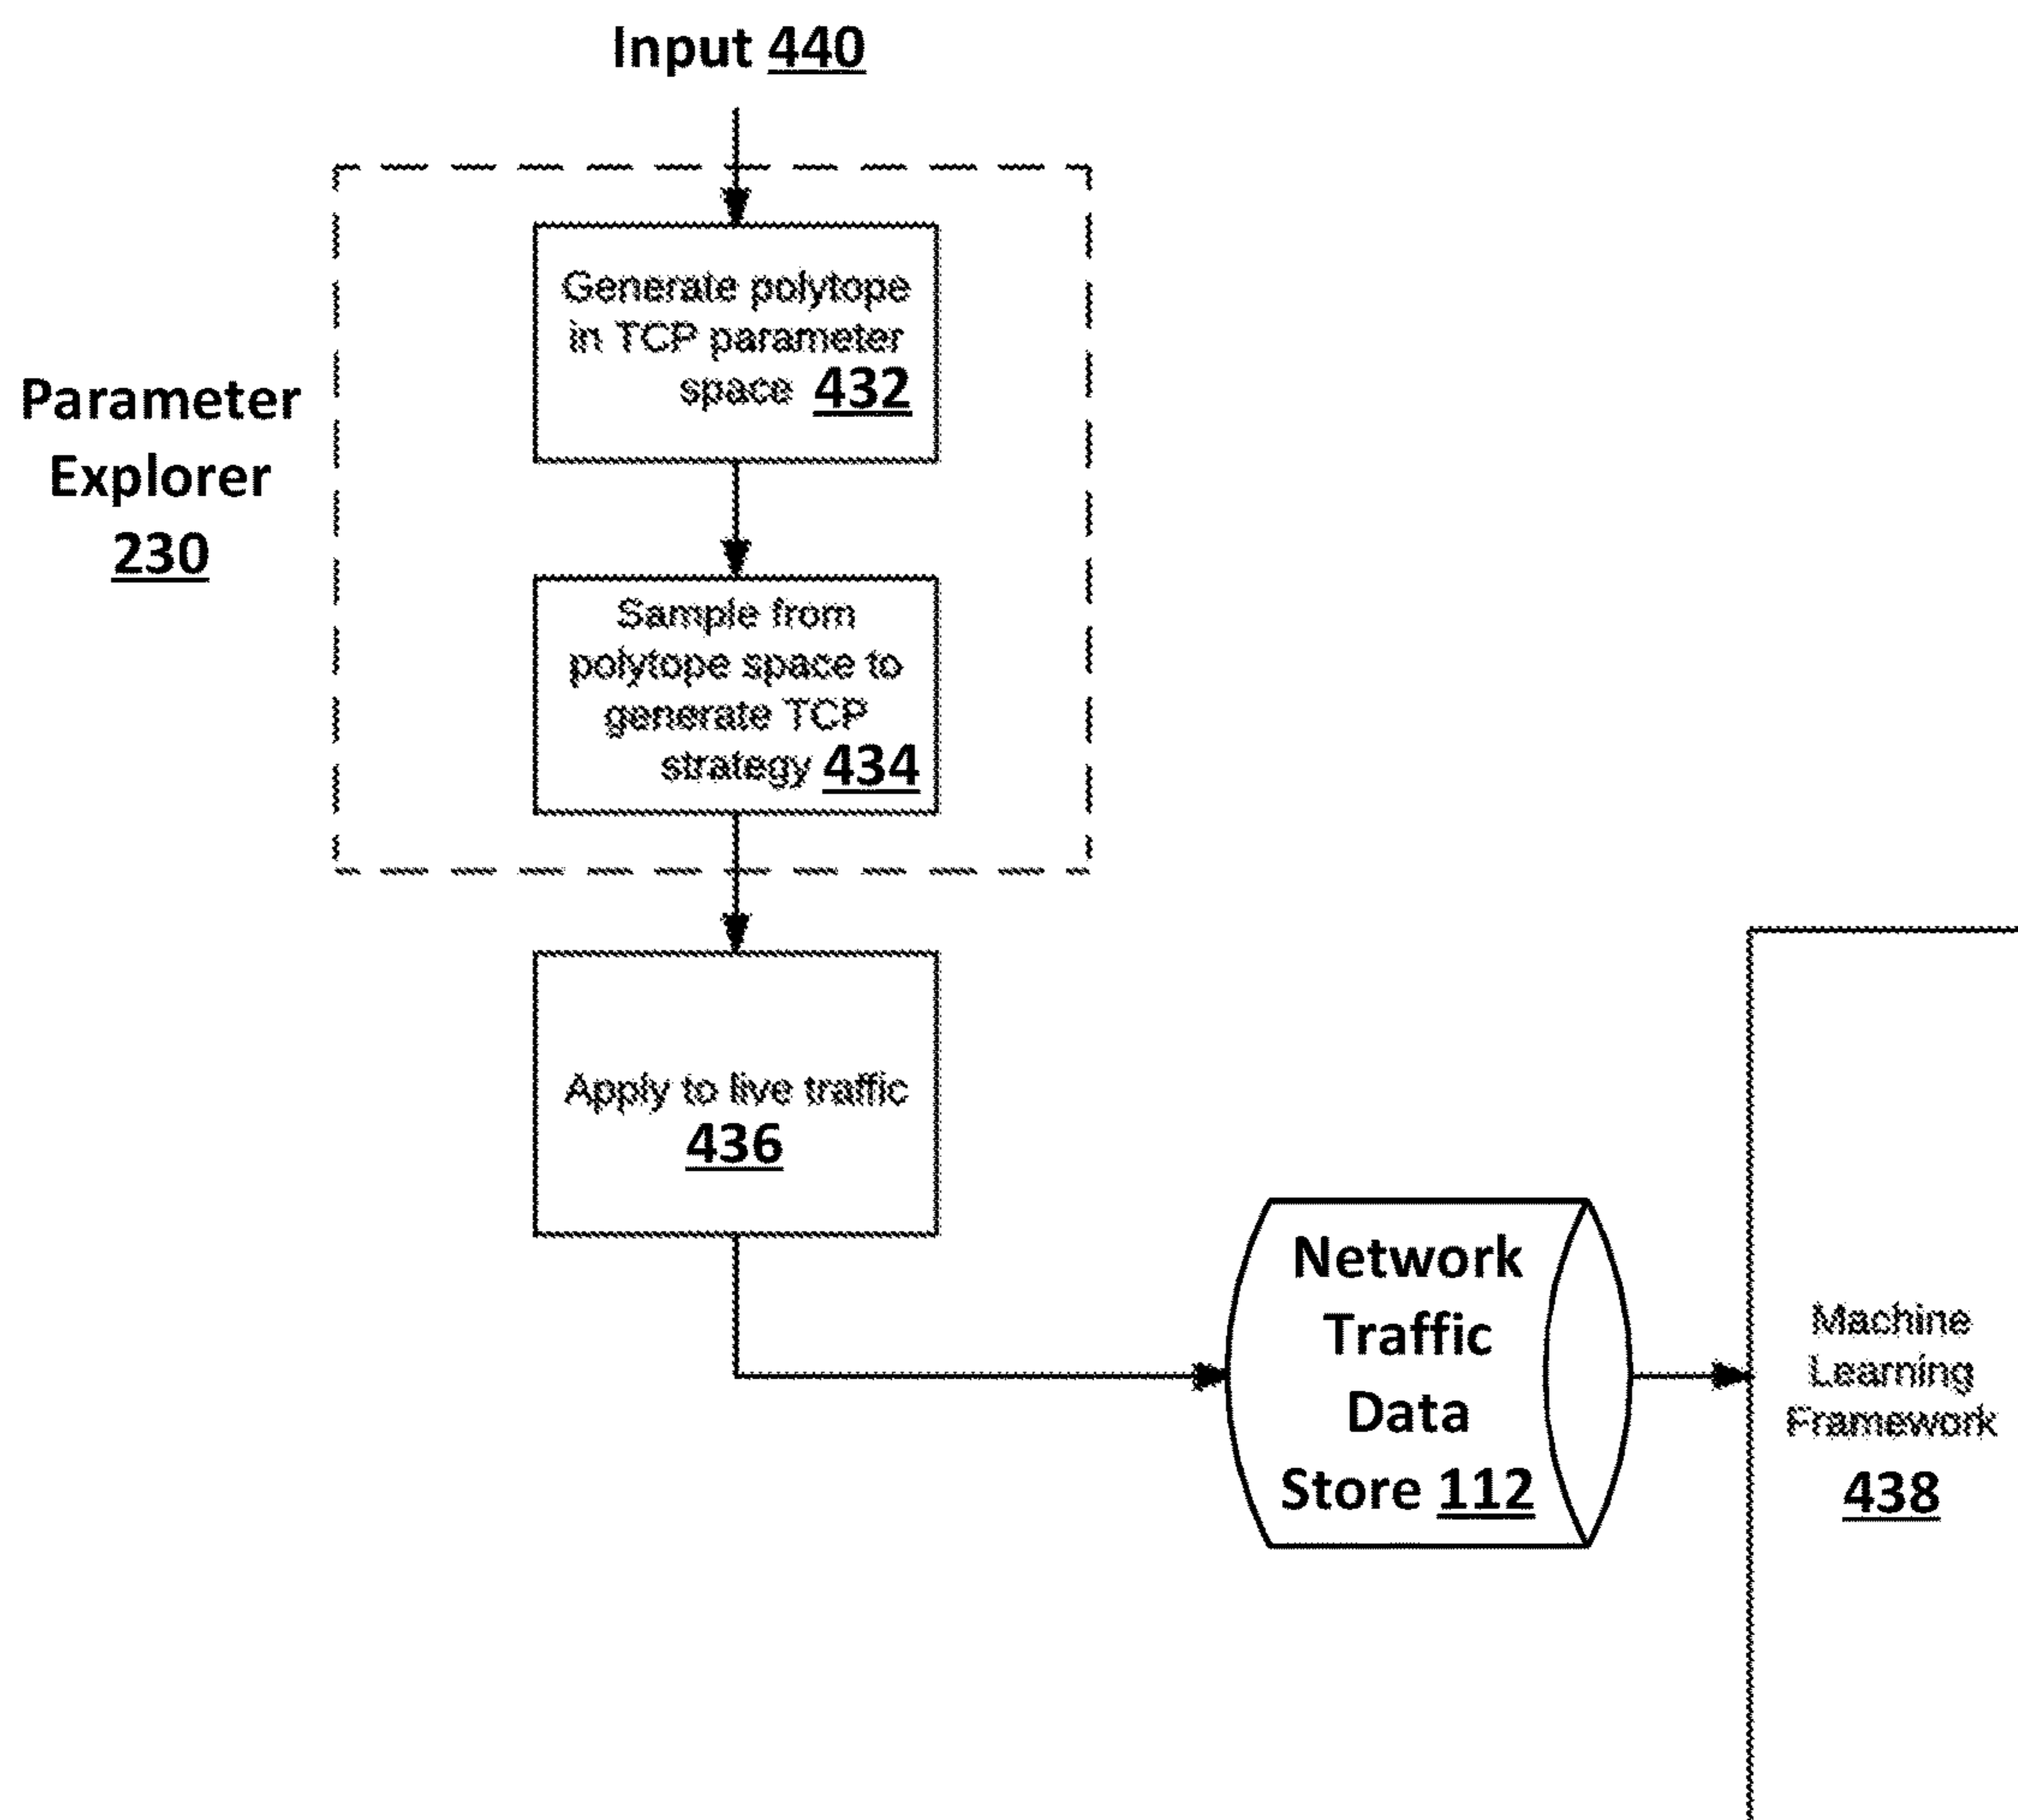 Input 440
Parameter
Explorer
230
Generate polytope
in TCP parameter
space 432
Sample from
polytope space to
generate TCP
strategy 434
Apply to live traffic
436
Network
Traffic
Data
Store 112
Machine
Learning
Framework
438